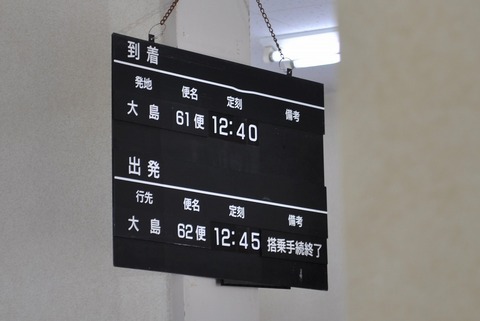 到着
発地 便名 定刻 備考
大島 61便 12:40
出発
行先 便名 定刻 備考
大島 62便 12:45 搭乗手続終了